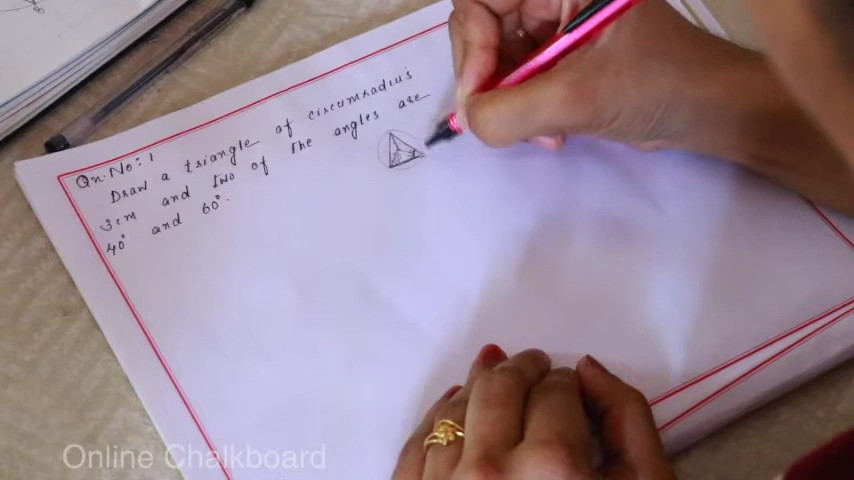 Qn.No: 1
Draw a triangle of circumradius
3cm and two of the angles are
40° and 60°.
Online Chalkboard